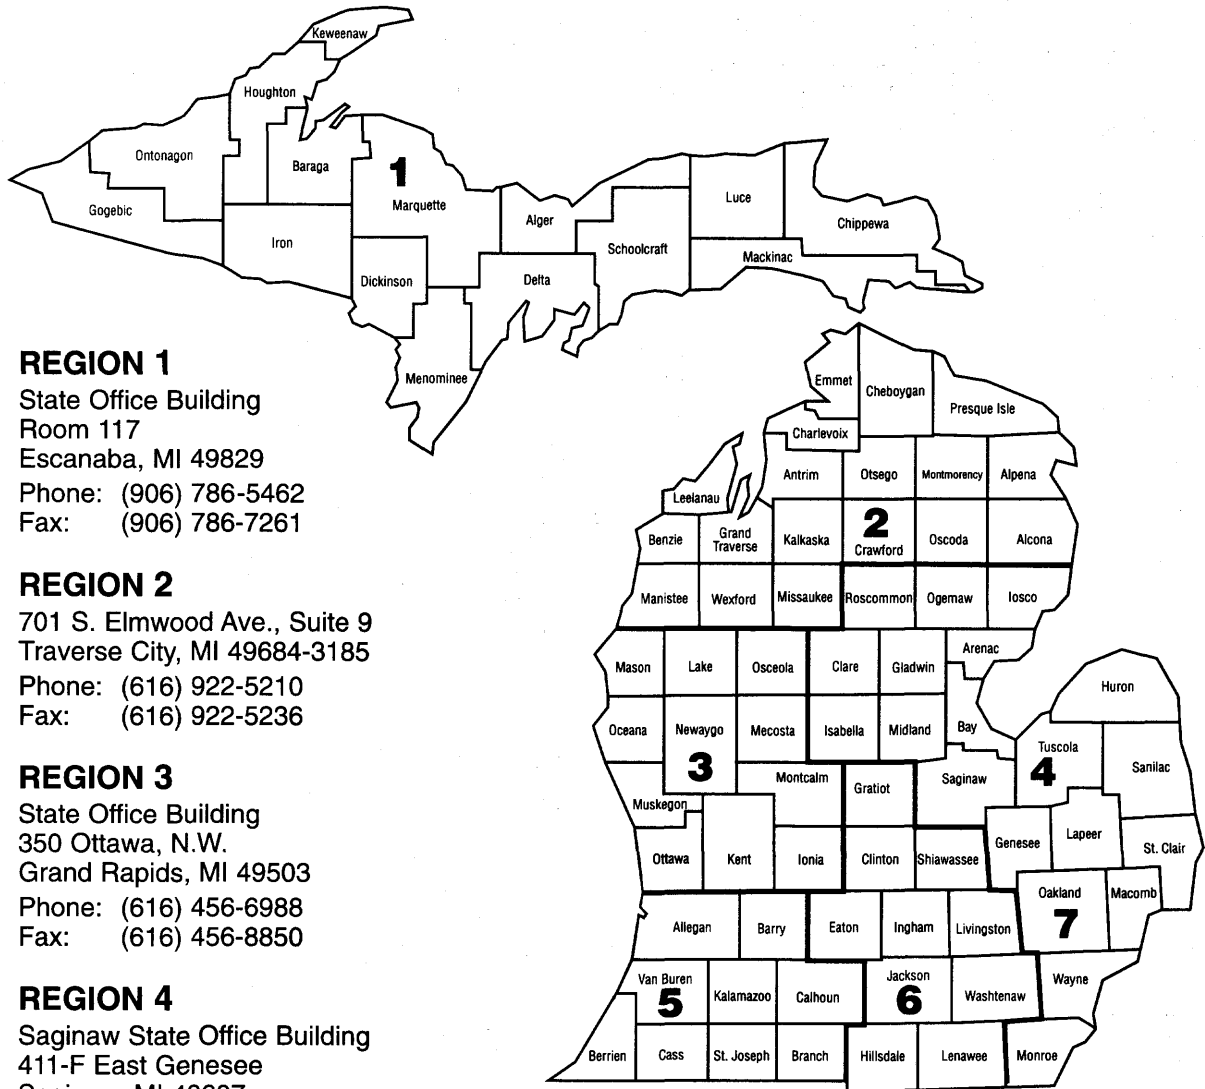 Keweenaw
Houghton
Ontonagon
Baraga
1
Marquette
Gogebic
Iron
Dickinson
Alger
Luce
Chippewa
Schoolcraft
Mackinac
Delta
Menominee
REGION 1
State Office Building
Room 117
Escanaba, MI 49829
Phone: (906) 786-5462
Fax: (906) 786-7261
REGION 2
701 S. Elmwood Ave., Suite 9
Traverse City, MI 49684-3185
Phone: (616) 922-5210
Fax: (616) 922-5236
REGION 3
State Office Building
350 Ottawa, N.W.
Grand Rapids, MI 49503
Phone: (616) 456-6988
Fax: (616) 456-8850
REGION 4
Saginaw State Office Building
411-F East Genesee
Emmet
Cheboygan
Presque Isle
Charlevoix
Antrim
Otsego
Montmorency
Alpena
Leelanau
Benzie
Grand
Traverse
Kalkaska
2
Crawford
Oscoda
Alcona
Manistee
Wexford
Missaukee
Roscommon
Ogemaw
Iosco
Mason
Lake
Osceola
Clare
Gladwin
Arenac
Huron
Oceana
Newaygo
Mecosta
Isabella
Midland
Bay
3
Tuscola
4
Sanilac
Muskegon
Montcalm
Gratiot
Saginaw
Ottawa
Kent
Ionia
Clinton
Shiawassee
Genesee
Lapeer
St. Clair
Allegan
Barry
Eaton
Ingham
Livingston
Oakland
7
Macomb
Van Buren
5
Kalamazoo
Calhoun
Jackson
6
Washtenaw
Wayne
Berrien
Cass
St. Joseph
Branch
Hillsdale
Lenawee
Monroe